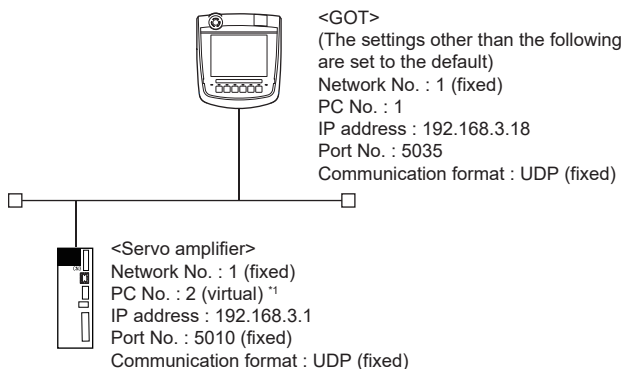 <GOT>
(The settings other than the following
are set to the default)
Network No. : 1 (fixed)
PC No. : 1
IP address : 192.168.3.18
Port No. : 5035
Communication format : UDP (fixed)
<Servo amplifier>
Network No. : 1 (fixed)
PC No. : 2 (virtual) *1
IP address : 192.168.3.1
Port No. : 5010 (fixed)
Communication format : UDP (fixed)